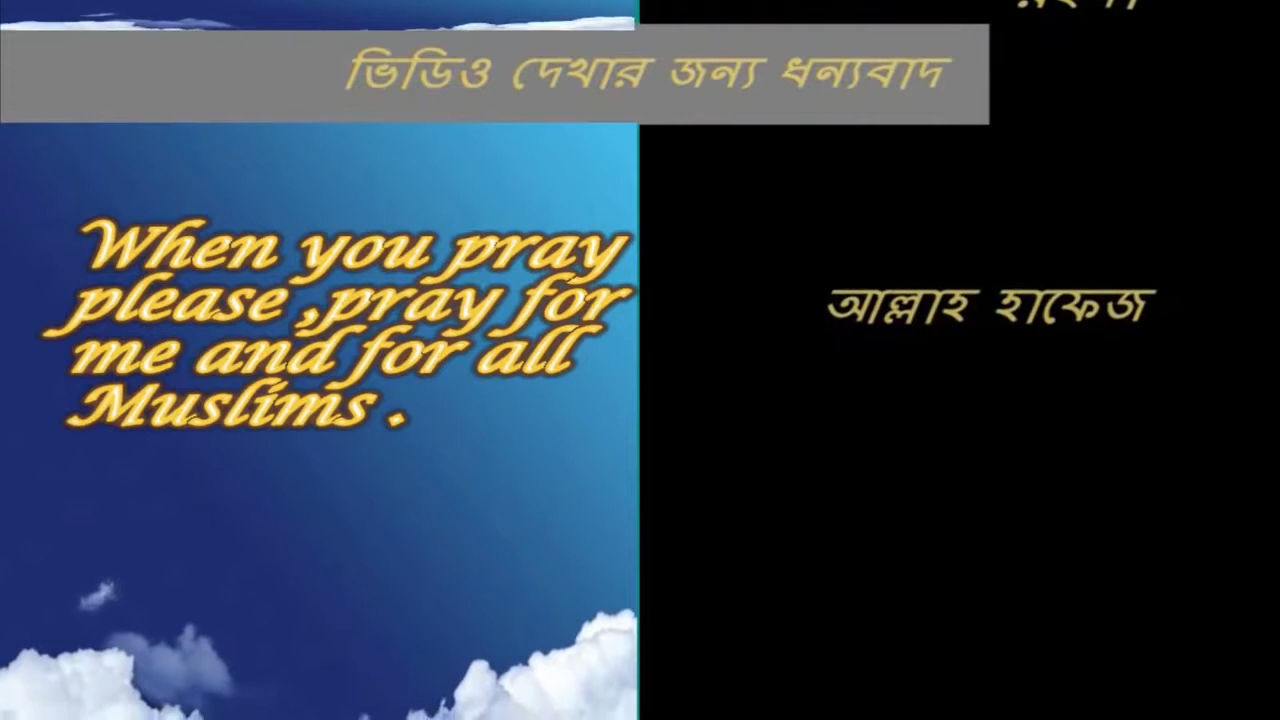 ভিডিও দেখার জন্য ধন্যবাদ
When you pray
please ,pray for
me and for all
Muslims .
আল্লাহ হাফেজ